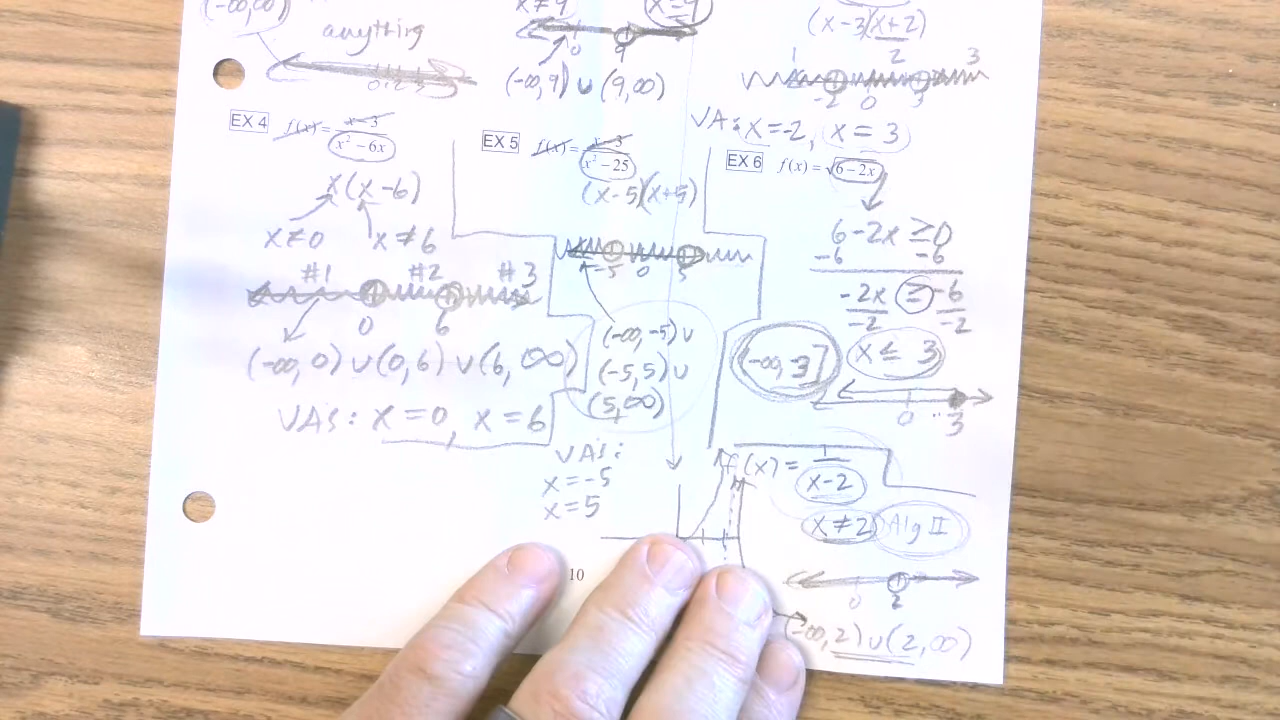 (-∞,∞)
anything
0 1 2 3
x≠9
x=9
0 9
(-∞,9) ∪ (9,∞)
(x-3)(x+2)
1 2 3
-2 0 3
VA: x=-2, x=3
EX 4 f(x) = x-3 / x²-6x
x(x-6)
x≠0 x≠6
#1 #2 #3
0 6
(-∞,0)∪(0,6)∪(6,∞)
VAs: x=0, x=6
EX 5 f(x) = x-3 / x²-25
(x-5)(x+5)
-5 0 5
(-∞,-5)∪
(-5,5)∪
(5,∞)
VAs:
x=-5
x=5
EX 6 f(x) = √6-2x
6-2x ≥0
-6 -6
-2x ≥ -6
-2 -2
(-∞,3] x ≤ 3
0 3
f(x) = 1 / x-2
x≠2 Alg II
0 2
(-∞,2)∪(2,∞)
10